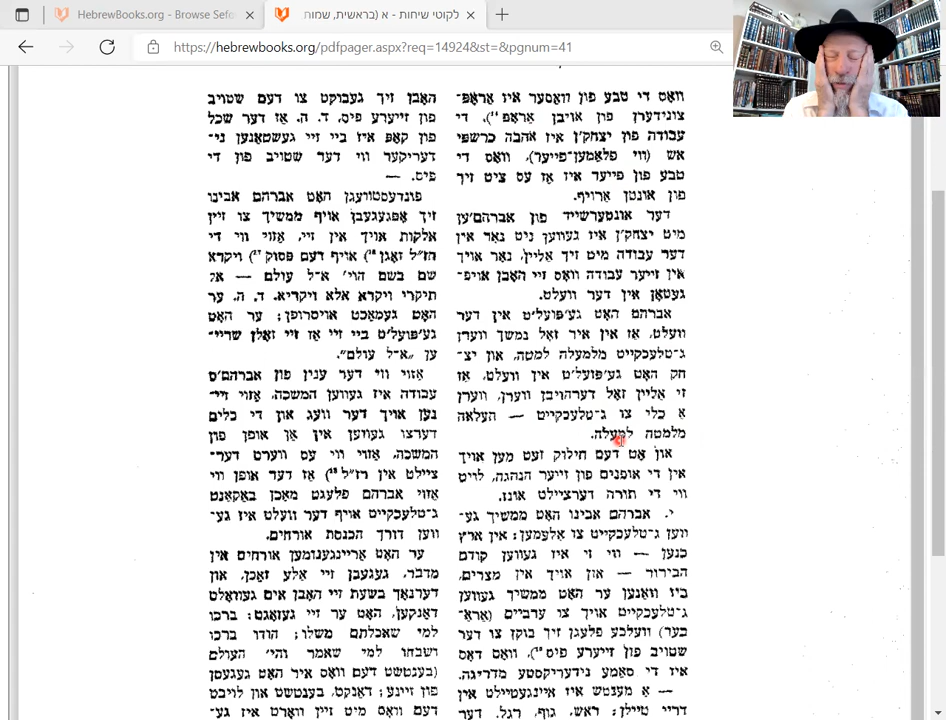 HebrewBooks.org - Browse Sef
לקוטי שיחות - א (בראשית, שמות
https://hebrewbooks.org/pdfpager.aspx?req=14924&st=&pgnum=41
וואס די טבע פון וואסער איז אראפ־
צונידערן פון אויבן אראפ), די
עבודה פון יצחק'ן איז אהבה כרשפי
אש (ווי פלאמען־פייער), וואס די
טבע פון פייער איז אז עס ציט זיך
פון אונטן ארויף.
דער אונטערשייד פון אברהם'ען
מיט יצחק'ן איז געווען ניט נאר אין
דער עבודה מיט זיך אליין, נאר אויך
אין זייער עבודה וואס זיי האבן אויפ־
געטאן אין דער וועלט.
אברהם האט גע'פועל'ט אין דער
וועלט, אז אין איר זאל נמשך ווערן
ג־טלעכקייט מלמעלה למטה, און יצ־
חק האט גע'פועל'ט אין וועלט, אז
זי אליין זאל דערהויבן ווערן, ווערן
א כלי צו ג־טלעכקייט — העלאה
מלמטה למעלה.
און אט דעם חילוק זעט מען אויך
אין די אופנים פון זייער הנהגה, לויט
ווי די תורה דערציילט אונז.
י. אברהם אבינו האט ממשיך גע־
ווען ג־טלעכקייט צו אלעמען: אין ארץ
כנען — ווי זי איז געווען קודם
הבירור — און אויך אין מצרים,
ביז וואנען ער האט ממשיך געווען
ג־טלעכקייט אויך צו ערביים (ארא־
בער) וועלכע פלעגן זיך בוקן צו דער
שטויב פון זייערע פיס), וואס דאס
איז די סאמע נידעריקסטע מדריגה.
— א מענטש איז איינגעטיילט אין
דריי טיילן: ראש, גוף, רגל. דער
האבן זיך געבוקט צו דעם שטויב
פון זייערע פיס, ד. ה. אז דער שכל
פון קאפ איז ביי זיי געשטאנען ני־
דעריקער ווי דער שטויב פון די
פיס. —
פונדעסטוועגן האט אברהם אבינו
זיך אפגעגעבן אויף ממשיך צו זיין
אלקות אויך אין זיי, אזוי ווי די
חז״ל זאגן) אויף דעם פסוק) ויקרא
שם בשם הוי' א־ל עולם — אל
תיקרי ויקרא אלא ויקריא. ד. ה. ער
האט געמאכט אויסרופן; ער האט
גע'פועל'ט ביי זיי אז זיי זאלן שריי־
ען „א־ל עולם״.
אזוי ווי דער ענין פון אברהם'ס
עבודה איז געווען המשכה, אזוי זיי־
נען אויך דער וועג און די כלים
דערצו געווען אין אן אופן פון
המשכה, אזוי ווי עס ווערט דער־
ציילט אין רז״ל) אז דער אופן ווי
אזוי אברהם פלעגט מאכן באקאנט
ג־טלעכקייט אויף דער וועלט איז גע־
ווען דורך הכנסת אורחים.
ער האט אריינגענומען אורחים אין
מדבר, געגעבן זיי אלע זאכן, און
דערנאך בשעת זיי האבן אים געוואלט
דאנקען, האט ער זיי געזאגט: ברכו
למי שאכלתם משלו; הודו ברכו
ושבחו למי שאמר והי' העולם
(בענטשט דעם וואס איר האט געגעסן
פון זיינע; דאנקט, בענטשט און לויבט
דעם וואס מיט זיין ווארט איז גע־